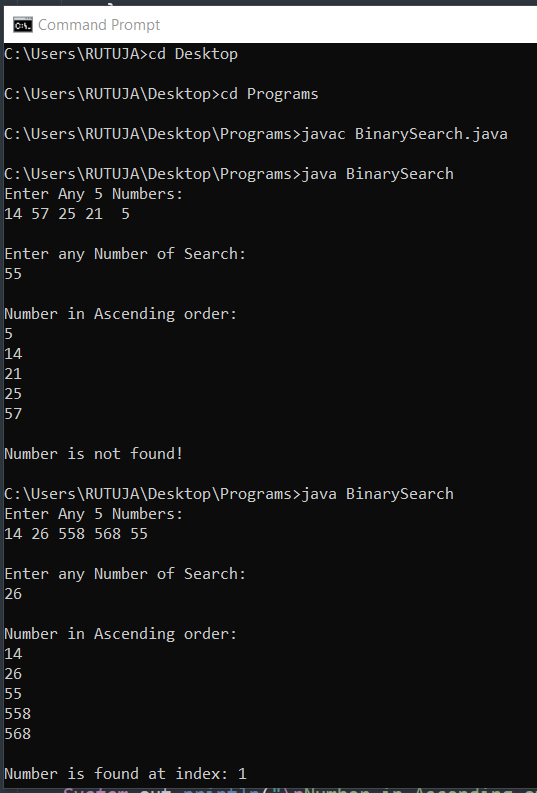 Command Prompt
C:\Users\RUTUJA>cd Desktop
C:\Users\RUTUJA\Desktop>cd Programs
C:\Users\RUTUJA\Desktop\Programs>javac BinarySearch.java
C:\Users\RUTUJA\Desktop\Programs>java BinarySearch
Enter Any 5 Numbers:
14 57 25 21  5
Enter any Number of Search:
55
Number in Ascending order:
5
14
21
25
57
Number is not found!
C:\Users\RUTUJA\Desktop\Programs>java BinarySearch
Enter Any 5 Numbers:
14 26 558 568 55
Enter any Number of Search:
26
Number in Ascending order:
14
26
55
558
568
Number is found at index: 1